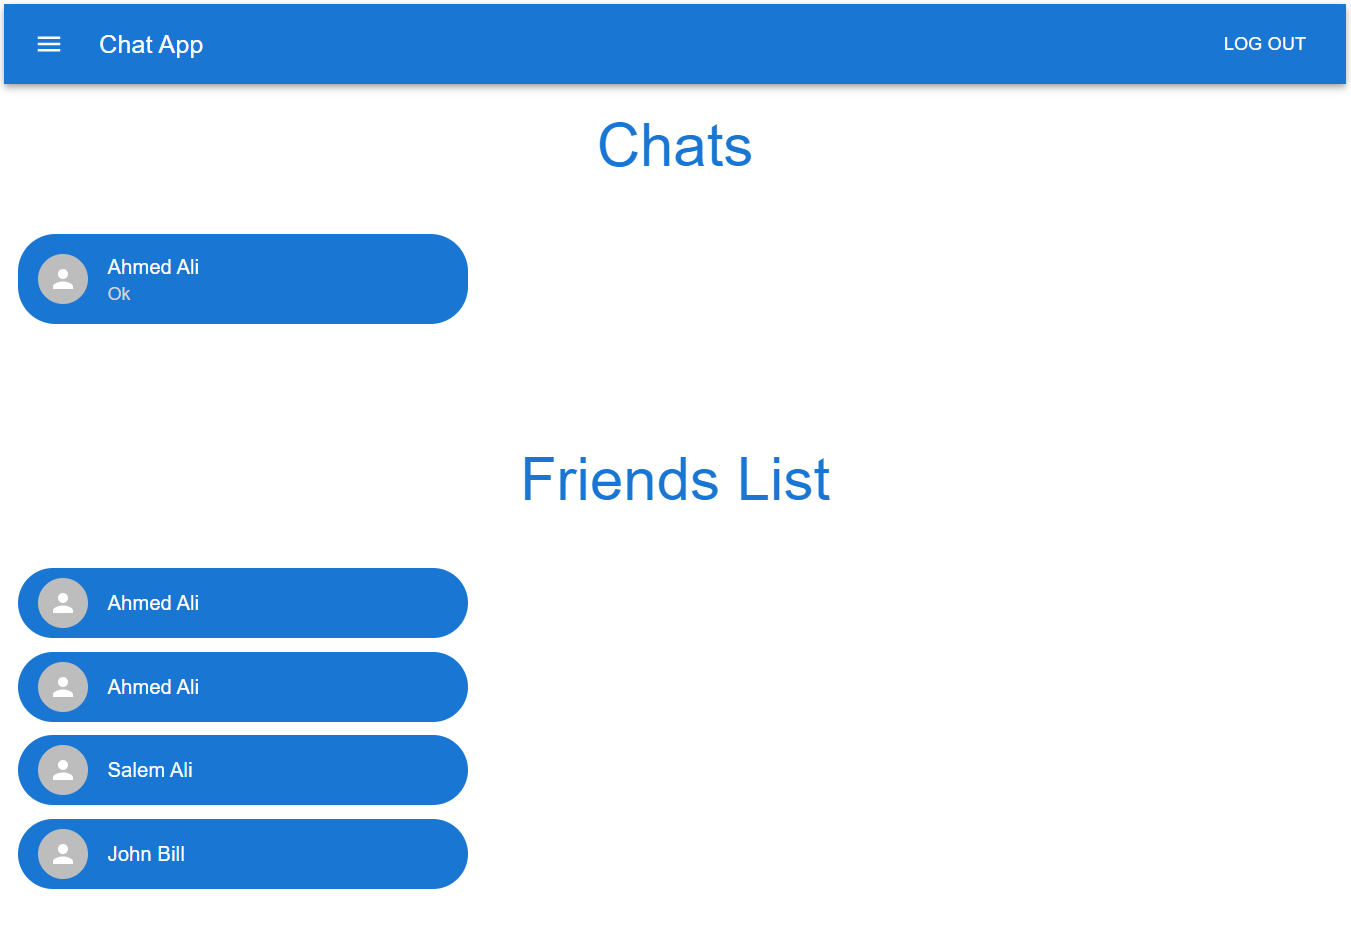 Chat App
LOG OUT
Chats
Ahmed Ali
Ok
Friends List
Ahmed Ali
Ahmed Ali
Salem Ali
John Bill